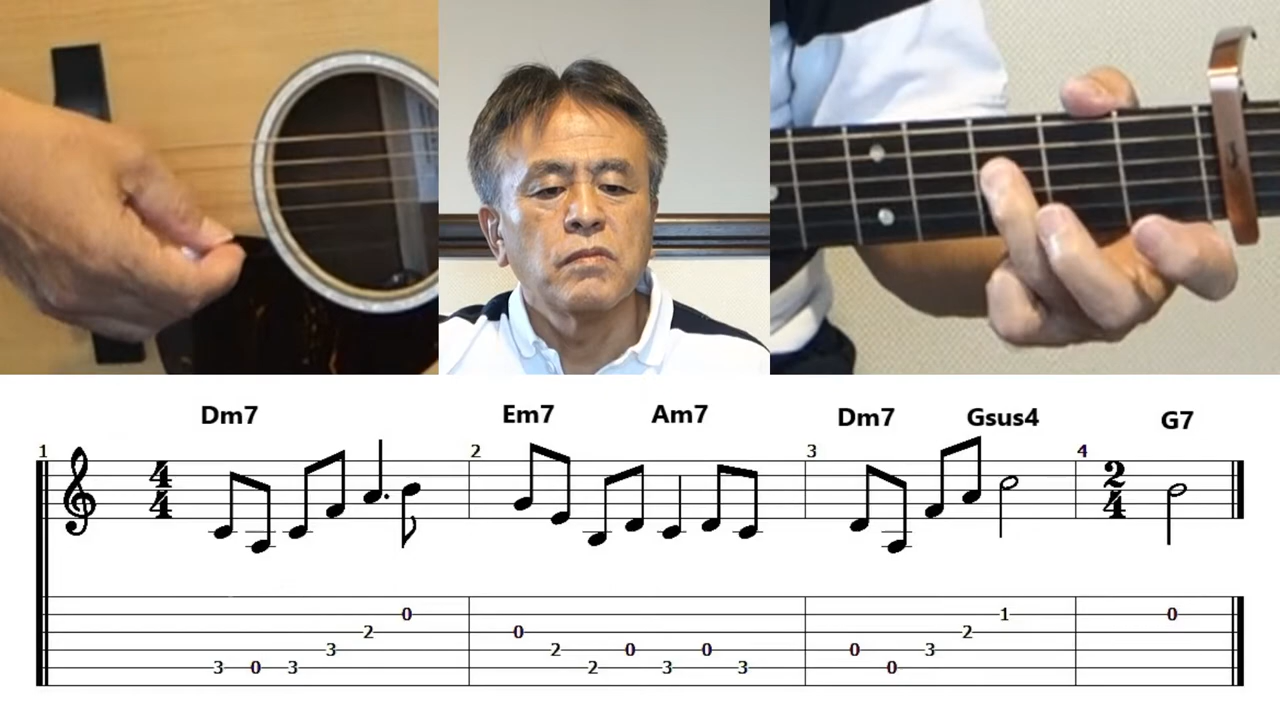 Dm7 Em7 Am7 Dm7 Gsus4 G7
1 2 3 4
4 2
4 4
0 1 0
2 0 2
3 2 0 0 3
3 0 3 2 3 3 0